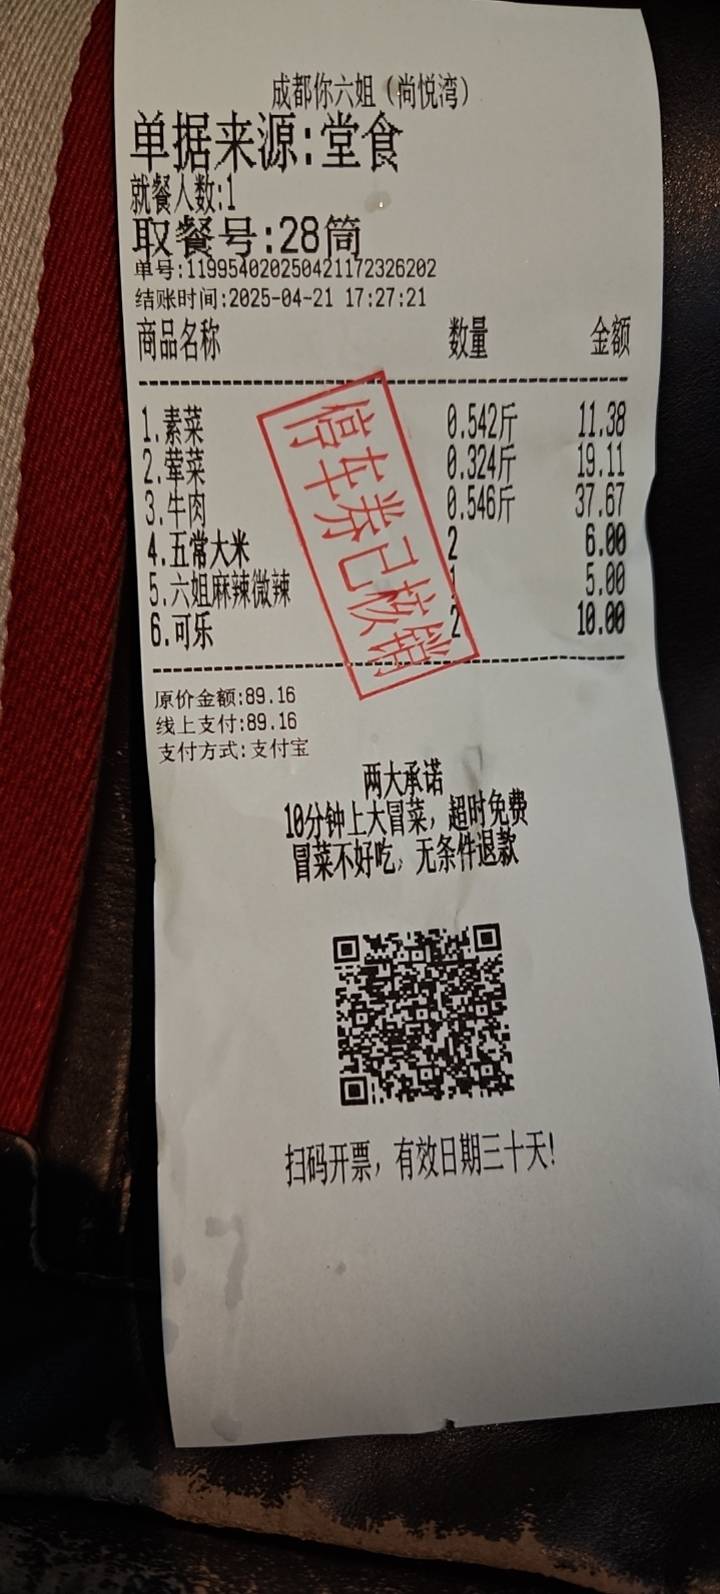 成都你六姐（尚悦湾）
单据来源:堂食
就餐人数:1
取餐号:28筒
单号:119954020250421172326202
结账时间:2025-04-21 17:27:21
商品名称 数量 金额
1.素菜 0.542斤 11.38
2.荤菜 0.324斤 19.11
3.牛肉 0.546斤 37.67
4.五常大米 2 6.00
5.六姐麻辣微辣 1 5.00
6.可乐 2 10.00
停车券已核销
原价金额:89.16
线上支付:89.16
支付方式:支付宝
两大承诺
10分钟上大冒菜，超时免费
冒菜不好吃，无条件退款
扫码开票，有效日期三十天!